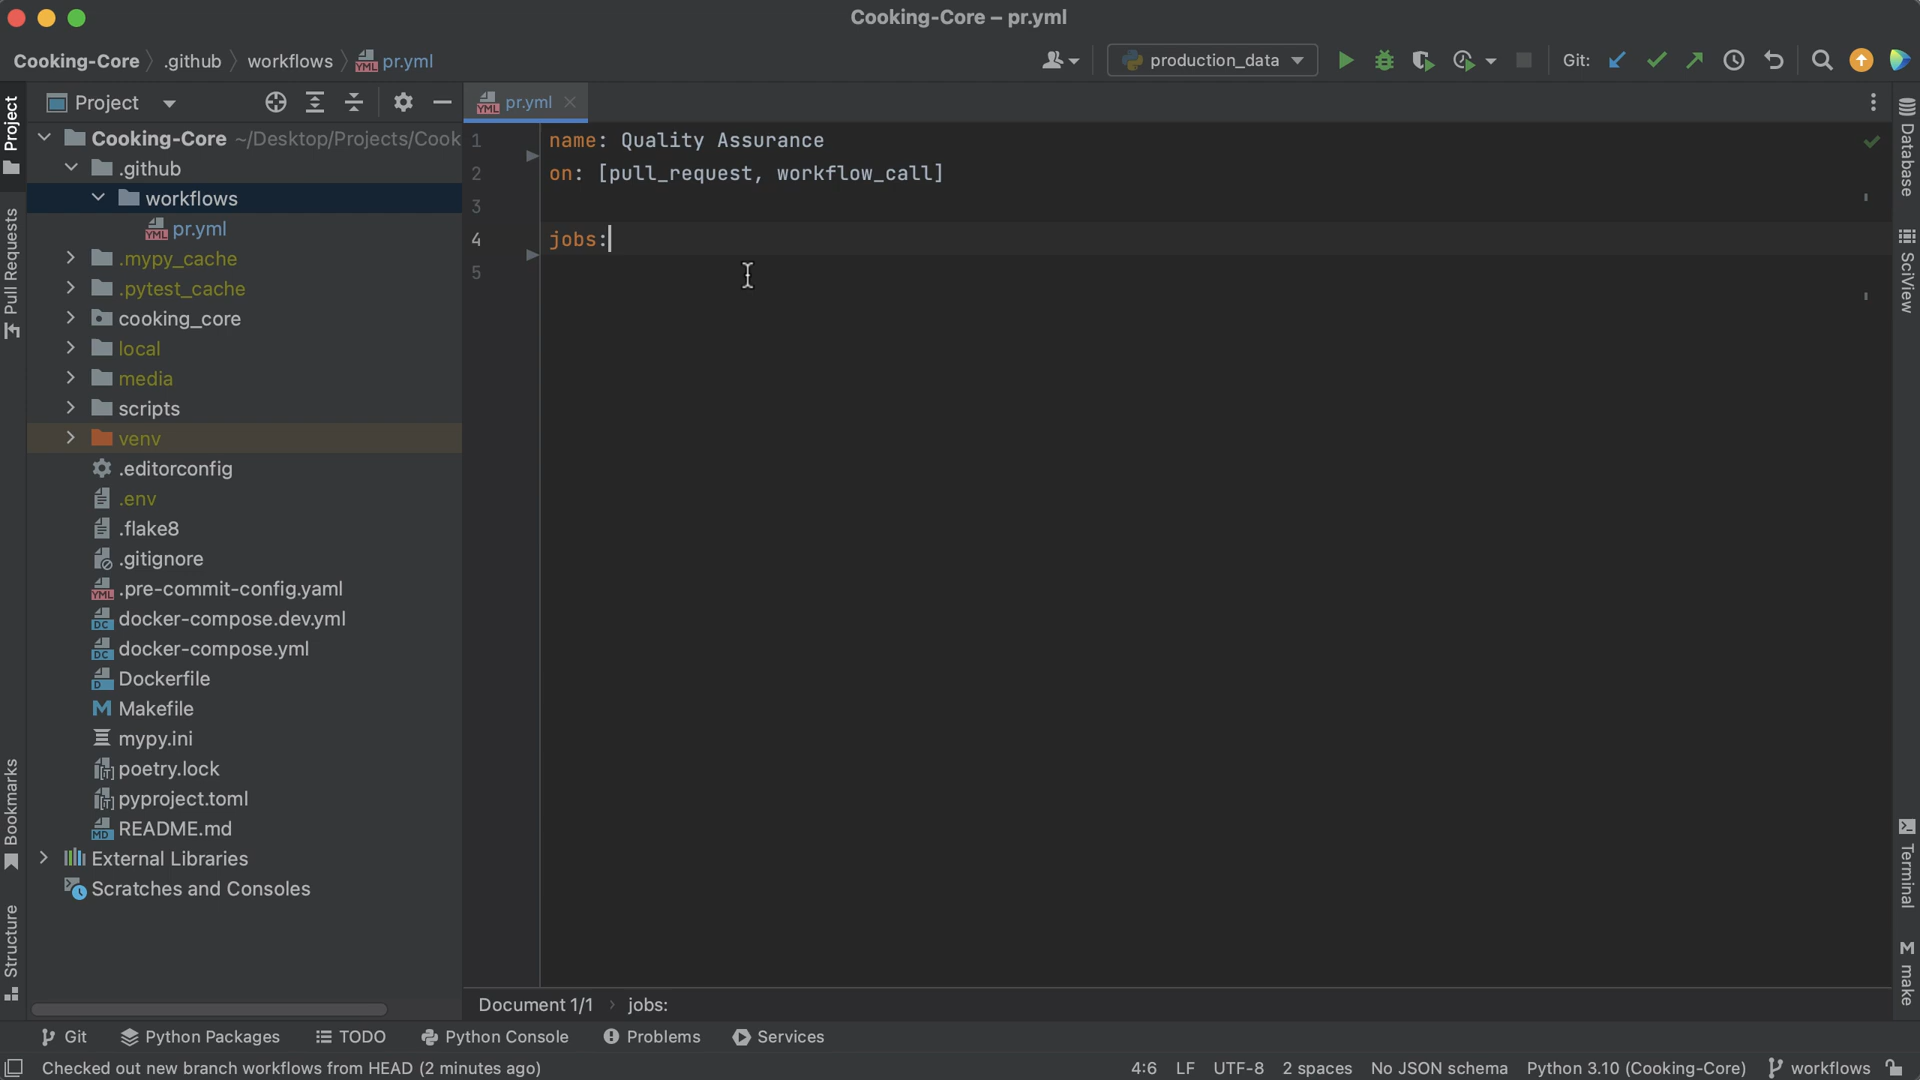 Cooking-Core – pr.yml
Cooking-Core .github workflows pr.yml
production_data
Git:
Project
pr.yml
Cooking-Core ~/Desktop/Projects/Cook
.github
workflows
pr.yml
.mypy_cache
.pytest_cache
cooking_core
local
media
scripts
venv
.editorconfig
.env
.flake8
.gitignore
.pre-commit-config.yaml
docker-compose.dev.yml
docker-compose.yml
Dockerfile
Makefile
mypy.ini
poetry.lock
pyproject.toml
README.md
External Libraries
Scratches and Consoles
1 name: Quality Assurance
2 on: [pull_request, workflow_call]
3
4 jobs:
5
Project
Pull Requests
Bookmarks
Structure
Database
SciView
Terminal
make
Document 1/1 › jobs:
Git Python Packages TODO Python Console Problems Services
Checked out new branch workflows from HEAD (2 minutes ago)
4:6 LF UTF-8 2 spaces No JSON schema Python 3.10 (Cooking-Core) workflows